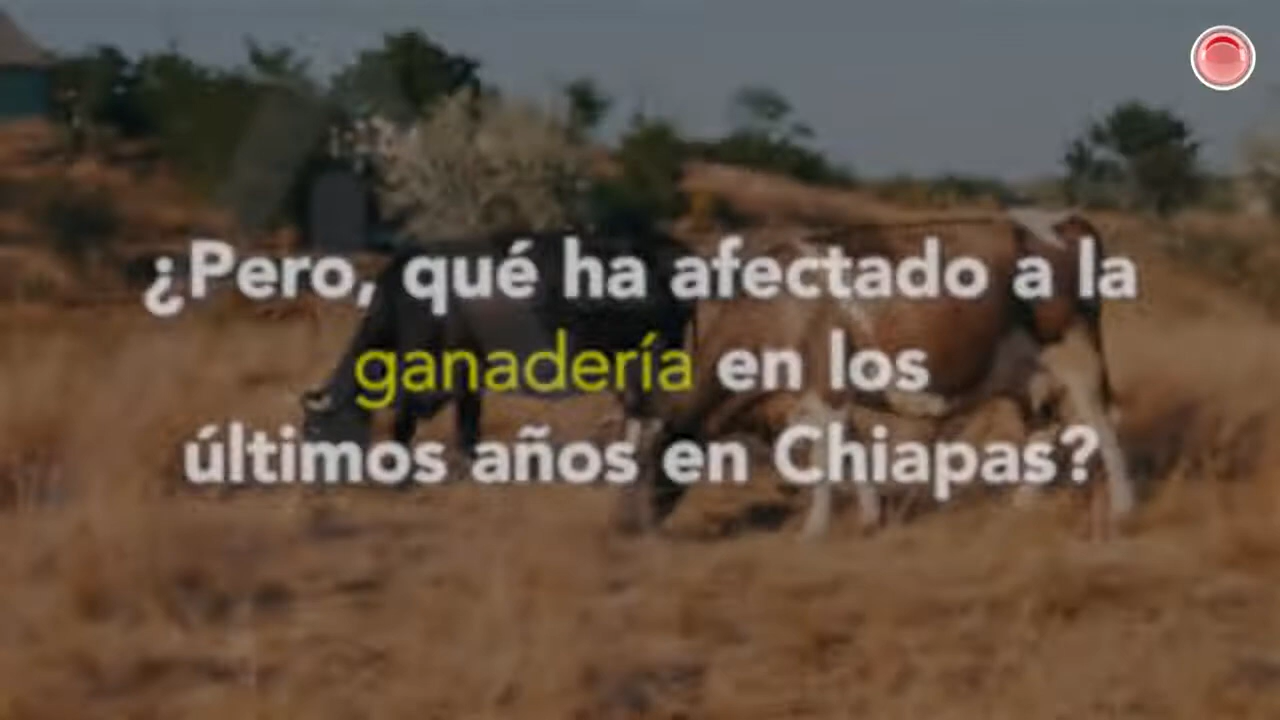 ¿Pero, qué ha afectado a la
ganadería en los
últimos años en Chiapas?